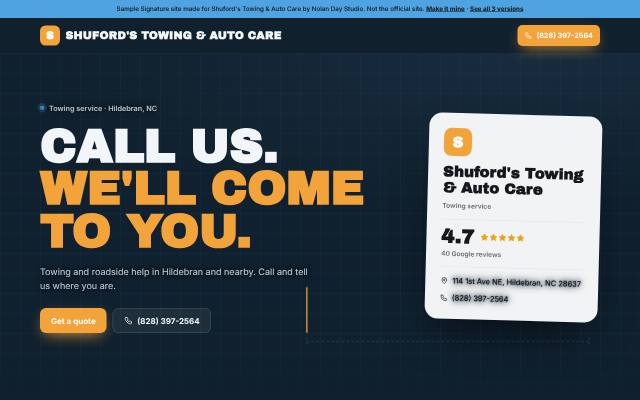 Sample Signature site made for Shuford's Towing & Auto Care by Nolan Day Studio. Not the official site. Make it mine · See all 3 versions
S SHUFORD'S TOWING & AUTO CARE
(828) 397-2564
Towing service · Hildebran, NC
CALL US.
WE'LL COME
TO YOU.
Towing and roadside help in Hildebran and nearby. Call and tell
us where you are.
Get a quote
(828) 397-2564
S
Shuford's Towing
& Auto Care
Towing service
4.7 ★★★★★
40 Google reviews
114 1st Ave NE, Hildebran, NC 28637
(828) 397-2564